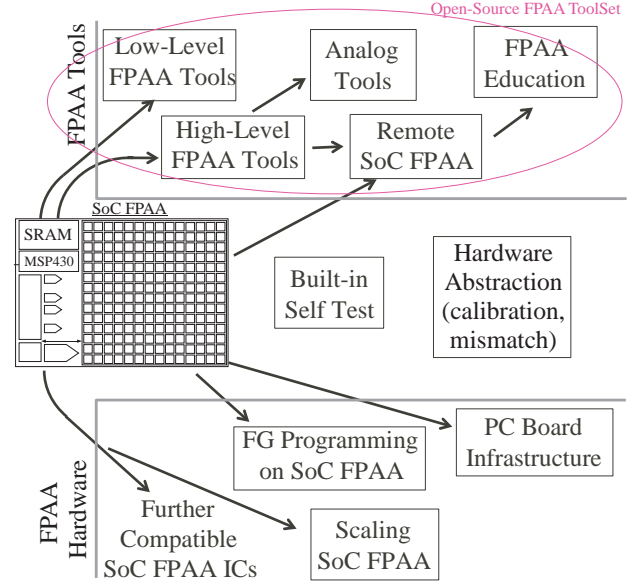 Open-Source FPAA ToolSet
FPAA Tools
Low-Level
FPAA Tools
Analog
Tools
FPAA
Education
High-Level
FPAA Tools
Remote
SoC FPAA
SoC FPAA
SRAM
MSP430
Built-in
Self Test
Hardware
Abstraction
(calibration,
mismatch)
FPAA
Hardware
FG Programming
on SoC FPAA
PC Board
Infrastructure
Further
Compatible
SoC FPAA ICs
Scaling
SoC FPAA